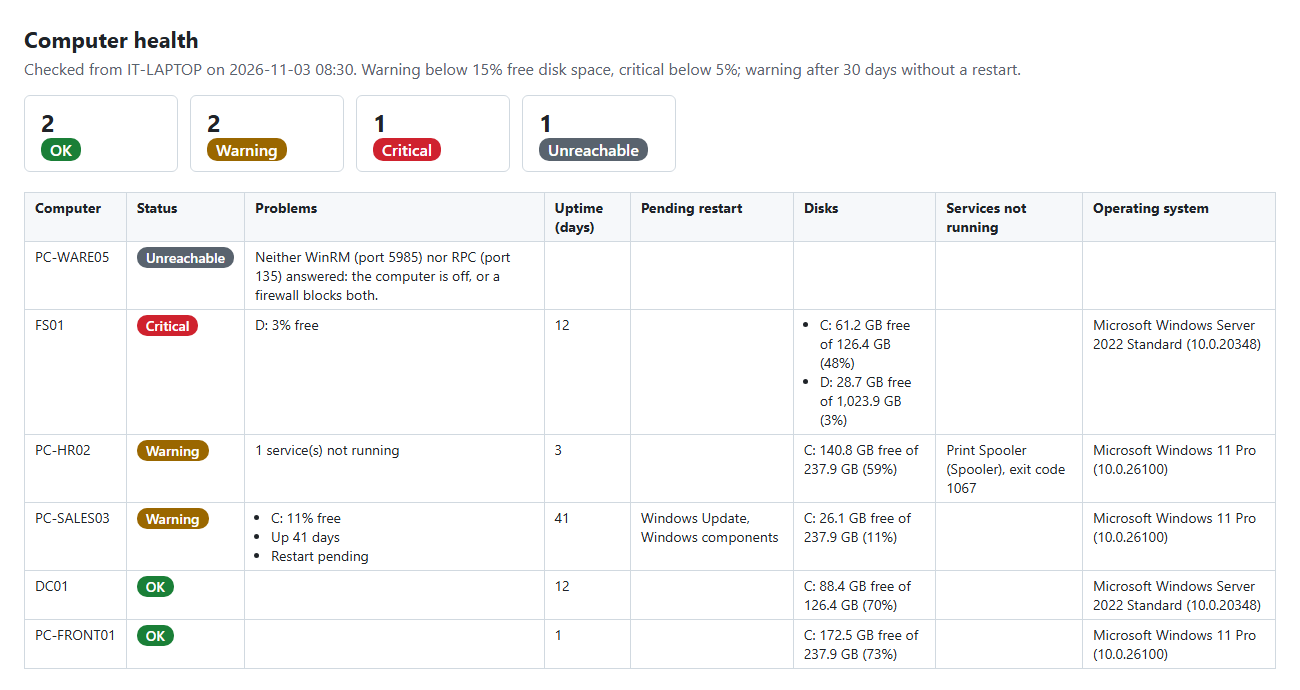 Computer health
Checked from IT-LAPTOP on 2026-11-03 08:30. Warning below 15% free disk space, critical below 5%; warning after 30 days without a restart.
2
OK
2
Warning
1
Critical
1
Unreachable
Computer
Status
Problems
Uptime
(days)
Pending restart
Disks
Services not
running
Operating system
PC-WARE05
Unreachable
Neither WinRM (port 5985) nor RPC (port
135) answered: the computer is off, or a
firewall blocks both.
FS01
Critical
D: 3% free
12
• C: 61.2 GB free
of 126.4 GB
(48%)
• D: 28.7 GB free
of 1,023.9 GB
(3%)
Microsoft Windows Server
2022 Standard (10.0.20348)
PC-HR02
Warning
1 service(s) not running
3
C: 140.8 GB free of
237.9 GB (59%)
Print Spooler
(Spooler), exit code
1067
Microsoft Windows 11 Pro
(10.0.26100)
PC-SALES03
Warning
• C: 11% free
• Up 41 days
• Restart pending
41
Windows Update,
Windows components
C: 26.1 GB free of
237.9 GB (11%)
Microsoft Windows 11 Pro
(10.0.26100)
DC01
OK
12
C: 88.4 GB free of
126.4 GB (70%)
Microsoft Windows Server
2022 Standard (10.0.20348)
PC-FRONT01
OK
1
C: 172.5 GB free of
237.9 GB (73%)
Microsoft Windows 11 Pro
(10.0.26100)